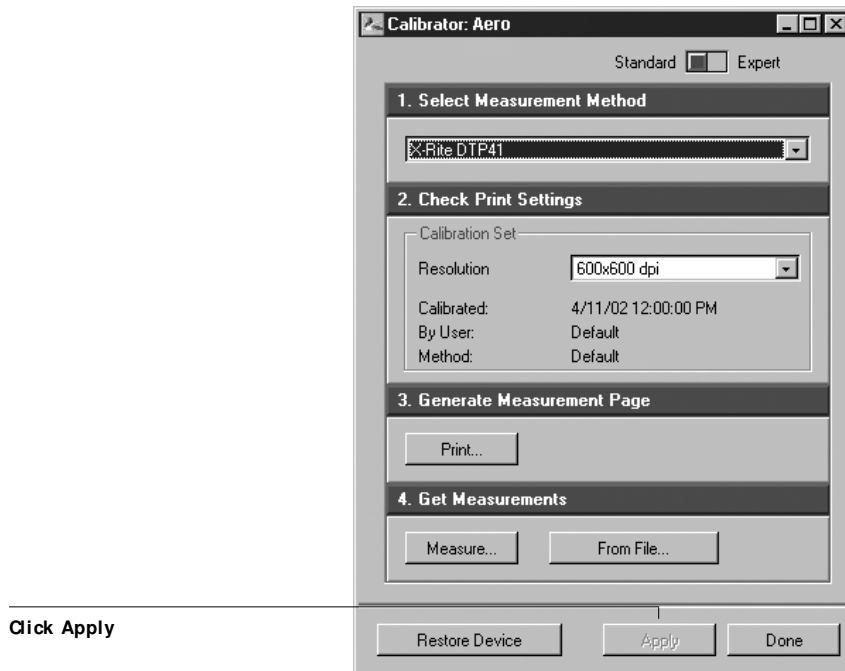 Calibrator: Aero
Standard Expert
1. Select Measurement Method
X-Rite DTP41
2. Check Print Settings
Calibration Set
Resolution 600x600 dpi
Calibrated: 4/11/02 12:00:00 PM
By User: Default
Method: Default
3. Generate Measurement Page
Print...
4. Get Measurements
Measure... From File...
Click Apply
Restore Device Apply Done